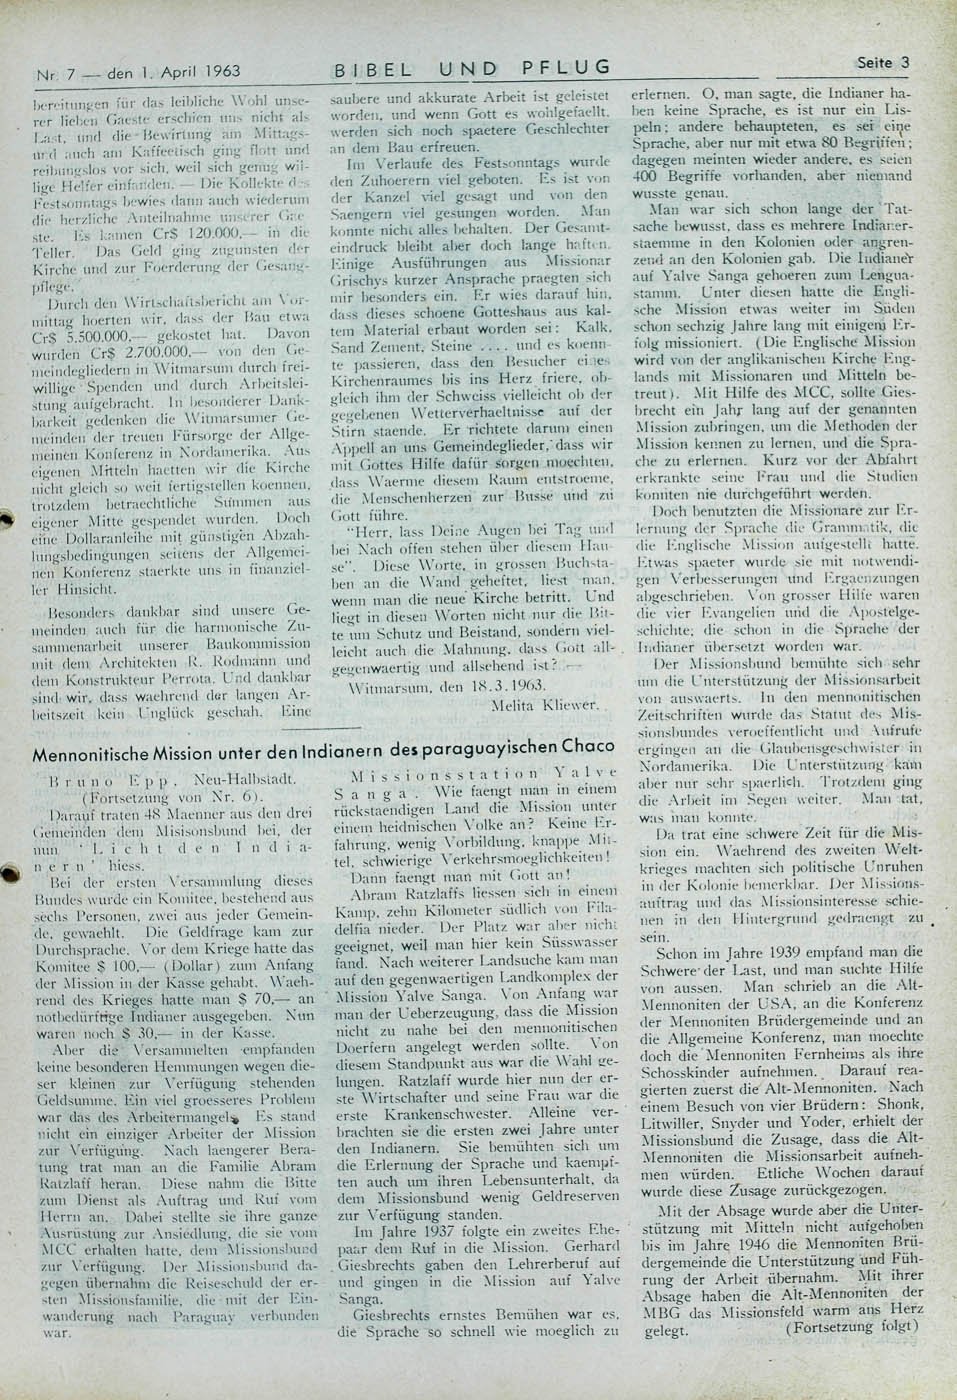 Nr. 7 — den 1. April 1963
BIBEL UND PFLUG
Seite 3
bereitungen für das leibliche Wohl unse-
rer lieben Gaeste erschien uns nicht als
Last, und die Bewirtung am Mittags-
und auch am Kaffeetisch ging flott und
reibungslos vor sich, weil sich genug wil-
lige Helfer einfanden. — Die Kollekte des
Festsonntags bewies dann auch wiederum
die herzliche Anteilnahme unserer Gae
ste. Es kamen Cr$ 120.000,— in die
Teller. Das Geld ging zugunsten der
Kirche und zur Foerderung der Gesang-
pflege.
Durch den Wirtschaftsbericht am Vor-
mittag hoerten wir, dass der Bau etwa
Cr$ 5.500.000,— gekostet hat. Davon
wurden Cr$ 2.700.000,— von den Ge-
meindegliedern in Witmarsum durch frei-
willige Spenden und durch Arbeitslei-
stung aufgebracht. In besonderer Dank-
barkeit gedenken die Witmarsumer Ge-
meinden der treuen Fürsorge der Allge-
meinen Konferenz in Nordamerika. Aus
eigenen Mitteln haetten wir die Kirche
nicht gleich so weit fertigstellen koennen,
trotzdem betraechtliche Summen aus
eigener Mitte gespendet wurden. Doch
eine Dollaranleihe mit günstigen Abzah-
lungsbedingungen seitens der Allgemei-
nen Konferenz staerkte uns in finanziel-
ler Hinsicht.
Besonders dankbar sind unsere Ge-
meinden auch für die harmonische Zu-
sammenarbeit unserer Baukommission
mit dem Architekten R. Rodmann und
dem Konstrukteur Perrota. Und dankbar
sind wir, dass waehrend der langen Ar-
beitszeit kein Unglück geschah. Eine
saubere und akkurate Arbeit ist geleistet
worden, und wenn Gott es wohlgefaellt,
werden sich noch spaetere Geschlechter
an dem Bau erfreuen.
Im Verlaufe des Festsonntags wurde
den Zuhoerern viel geboten. Es ist von
der Kanzel viel gesagt und von den
Saengern viel gesungen worden. Man
konnte nicht alles behalten. Der Gesamt-
eindruck bleibt aber doch lange haften.
Einige Ausführungen aus Missionar
Grischys kurzer Ansprache praegten sich
mir besonders ein. Er wies darauf hin,
dass dieses schoene Gotteshaus aus kal-
tem Material erbaut worden sei: Kalk,
Sand Zement, Steine .... und es koenn-
te passieren, dass den Besucher eines
Kirchenraumes bis ins Herz friere, ob-
gleich ihm der Schweiss vielleicht ob der
gegebenen Wetterverhaeltnisse auf der
Stirn staende. Er richtete darum einen
Appell an uns Gemeindeglieder, dass wir
mit Gottes Hilfe dafür sorgen moechten,
dass Waerme diesem Raum entstroeme,
die Menschenherzen zur Busse und zu
Gott führe.
"Herr, lass Deine Augen bei Tag und
bei Nach offen stehen über diesem Hau-
se". Diese Worte, in grossen Buchsta-
ben an die Wand geheftet, liest man,
wenn man die neue Kirche betritt. Und
liegt in diesen Worten nicht nur die Bit-
te um Schutz und Beistand, sondern viel-
leicht auch die Mahnung, dass Gott all-
gegenwaertig und allsehend ist? —
Witmarsum, den 18.3.1963.
Melita Kliewer.
Mennonitische Mission unter den Indianern des paraguayischen Chaco
Bruno Epp, Neu-Halbstadt.
(Fortsetzung von Nr. 6).
Darauf traten 48 Maenner aus den drei
Gemeinden dem Misisonsbund bei, der
nun 'Licht den India-
nern' hiess.
Bei der ersten Versammlung dieses
Bundes wurde ein Komitee, bestehend aus
sechs Personen, zwei aus jeder Gemein-
de, gewaehlt. Die Geldfrage kam zur
Durchsprache. Vor dem Kriege hatte das
Komitee $ 100,— (Dollar) zum Anfang
der Mission in der Kasse gehabt. Waeh-
rend des Krieges hatte man $ 70,— an
notbedürftige Indianer ausgegeben. Nun
waren noch $ 30,— in der Kasse.
Aber die Versammelten empfanden
keine besonderen Hemmungen wegen die-
ser kleinen zur Verfügung stehenden
Geldsumme. Ein viel groesseres Problem
war das des Arbeitermangels. Es stand
nicht ein einziger Arbeiter der Mission
zur Verfügung. Nach laengerer Bera-
tung trat man an die Familie Abram
Ratzlaff heran. Diese nahm die Bitte
zum Dienst als Auftrag und Ruf vom
Herrn an. Dabei stellte sie ihre ganze
Ausrüstung zur Ansiedlung, die sie vom
MCC erhalten hatte, dem Missionsbund
zur Verfügung. Der Missionsbund da-
gegen übernahm die Reiseschuld der er-
sten Missionsfamilie, die mit der Ein-
wanderung nach Paraguay verbunden
war.
Missionsstation Yalve
Sanga. Wie faengt man in einem
rückstaendigen Land die Mission unter
einem heidnischen Volke an? Keine Er-
fahrung, wenig Vorbildung, knappe Mit-
tel, schwierige Verkehrsmoeglichkeiten!
Dann faengt man mit Gott an!
Abram Ratzlaffs liessen sich in einem
Kamp, zehn Kilometer südlich von Fila-
delfia nieder. Der Platz war aber nicht
geeignet, weil man hier kein Süsswasser
fand. Nach weiterer Landsuche kam man
auf den gegenwaertigen Landkomplex der
Mission Yalve Sanga. Von Anfang war
man der Ueberzeugung, dass die Mission
nicht zu nahe bei den mennonitischen
Doerfern angelegt werden sollte. Von
diesem Standpunkt aus war die Wahl ge-
lungen. Ratzlaff wurde hier nun der er-
ste Wirtschafter und seine Frau war die
erste Krankenschwester. Alleine ver-
brachten sie die ersten zwei Jahre unter
den Indianern. Sie bemühten sich um
die Erlernung der Sprache und kaempf-
ten auch um ihren Lebensunterhalt, da
dem Missionsbund wenig Geldreserven
zur Verfügung standen.
Im Jahre 1937 folgte ein zweites Ehe-
paar dem Ruf in die Mission. Gerhard
Giesbrechts gaben den Lehrerberuf auf
und gingen in die Mission auf Yalve
Sanga.
Giesbrechts ernstes Bemühen war es,
die Sprache so schnell wie moeglich zu
erlernen. O, man sagte, die Indianer ha-
ben keine Sprache, es ist nur ein Lis-
peln; andere behaupteten, es sei eine
Sprache, aber nur mit etwa 80 Begriffen;
dagegen meinten wieder andere, es seien
400 Begriffe vorhanden, aber niemand
wusste genau.
Man war sich schon lange der Tat-
sache bewusst, dass es mehrere Indianer-
staemme in den Kolonien oder angren-
zend an den Kolonien gab. Die Indianer
auf Yalve Sanga gehoeren zum Lengua-
stamm. Unter diesen hatte die Engli-
sche Mission etwas weiter im Süden
schon sechzig Jahre lang mit einigem Er-
folg missioniert. (Die Englische Mission
wird von der anglikanischen Kirche Eng-
lands mit Missionaren und Mitteln be-
treut). Mit Hilfe des MCC, sollte Gies-
brecht ein Jahr lang auf der genannten
Mission zubringen, um die Methoden der
Mission kennen zu lernen, und die Spra-
che zu erlernen. Kurz vor der Abfahrt
erkrankte seine Frau und die Studien
konnten nie durchgeführt werden.
Doch benutzten die Missionare zur Er-
lernung der Sprache die Grammatik, die
die Englische Mission aufgestellt hatte.
Etwas spaeter wurde sie mit notwendi-
gen Verbesserungen und Ergaenzungen
abgeschrieben. Von grosser Hilfe waren
die vier Evangelien und die Apostelge-
schichte; die schon in die Sprache der
Indianer übersetzt worden war.
Der Missionsbund bemühte sich sehr
um die Unterstützung der Missionsarbeit
von auswaerts. In den mennonitischen
Zeitschriften wurde das Statut des Mis-
sionsbundes veroeffentlicht und Aufrufe
ergingen an die Glaubensgeschwister in
Nordamerika. Die Unterstützung kam
aber nur sehr spaerlich. Trotzdem ging
die Arbeit im Segen weiter. Man tat,
was man konnte.
Da trat eine schwere Zeit für die Mis-
sion ein. Waehrend des zweiten Welt-
krieges machten sich politische Unruhen
in der Kolonie bemerkbar. Der Missions-
auftrag und das Missionsinteresse schie-
nen in den Hintergrund gedraengt zu
sein.
Schon im Jahre 1939 empfand man die
Schwere der Last, und man suchte Hilfe
von aussen. Man schrieb an die Alt-
Mennoniten der USA, an die Konferenz
der Mennoniten Brüdergemeinde und an
die Allgemeine Konferenz, man moechte
doch die Mennoniten Fernheims als ihre
Schosskinder aufnehmen. Darauf rea-
gierten zuerst die Alt-Mennoniten. Nach
einem Besuch von vier Brüdern: Shonk,
Litwiller, Snyder und Yoder, erhielt der
Missionsbund die Zusage, dass die Alt-
Mennoniten die Missionsarbeit aufneh-
men würden. Etliche Wochen darauf
wurde diese Zusage zurückgezogen.
Mit der Absage wurde aber die Unter-
stützung mit Mitteln nicht aufgehoben
bis im Jahre 1946 die Mennoniten Brü-
dergemeinde die Unterstützung und Füh-
rung der Arbeit übernahm. Mit ihrer
Absage haben die Alt-Mennoniten der
MBG das Missionsfeld warm ans Herz
gelegt. (Fortsetzung folgt)